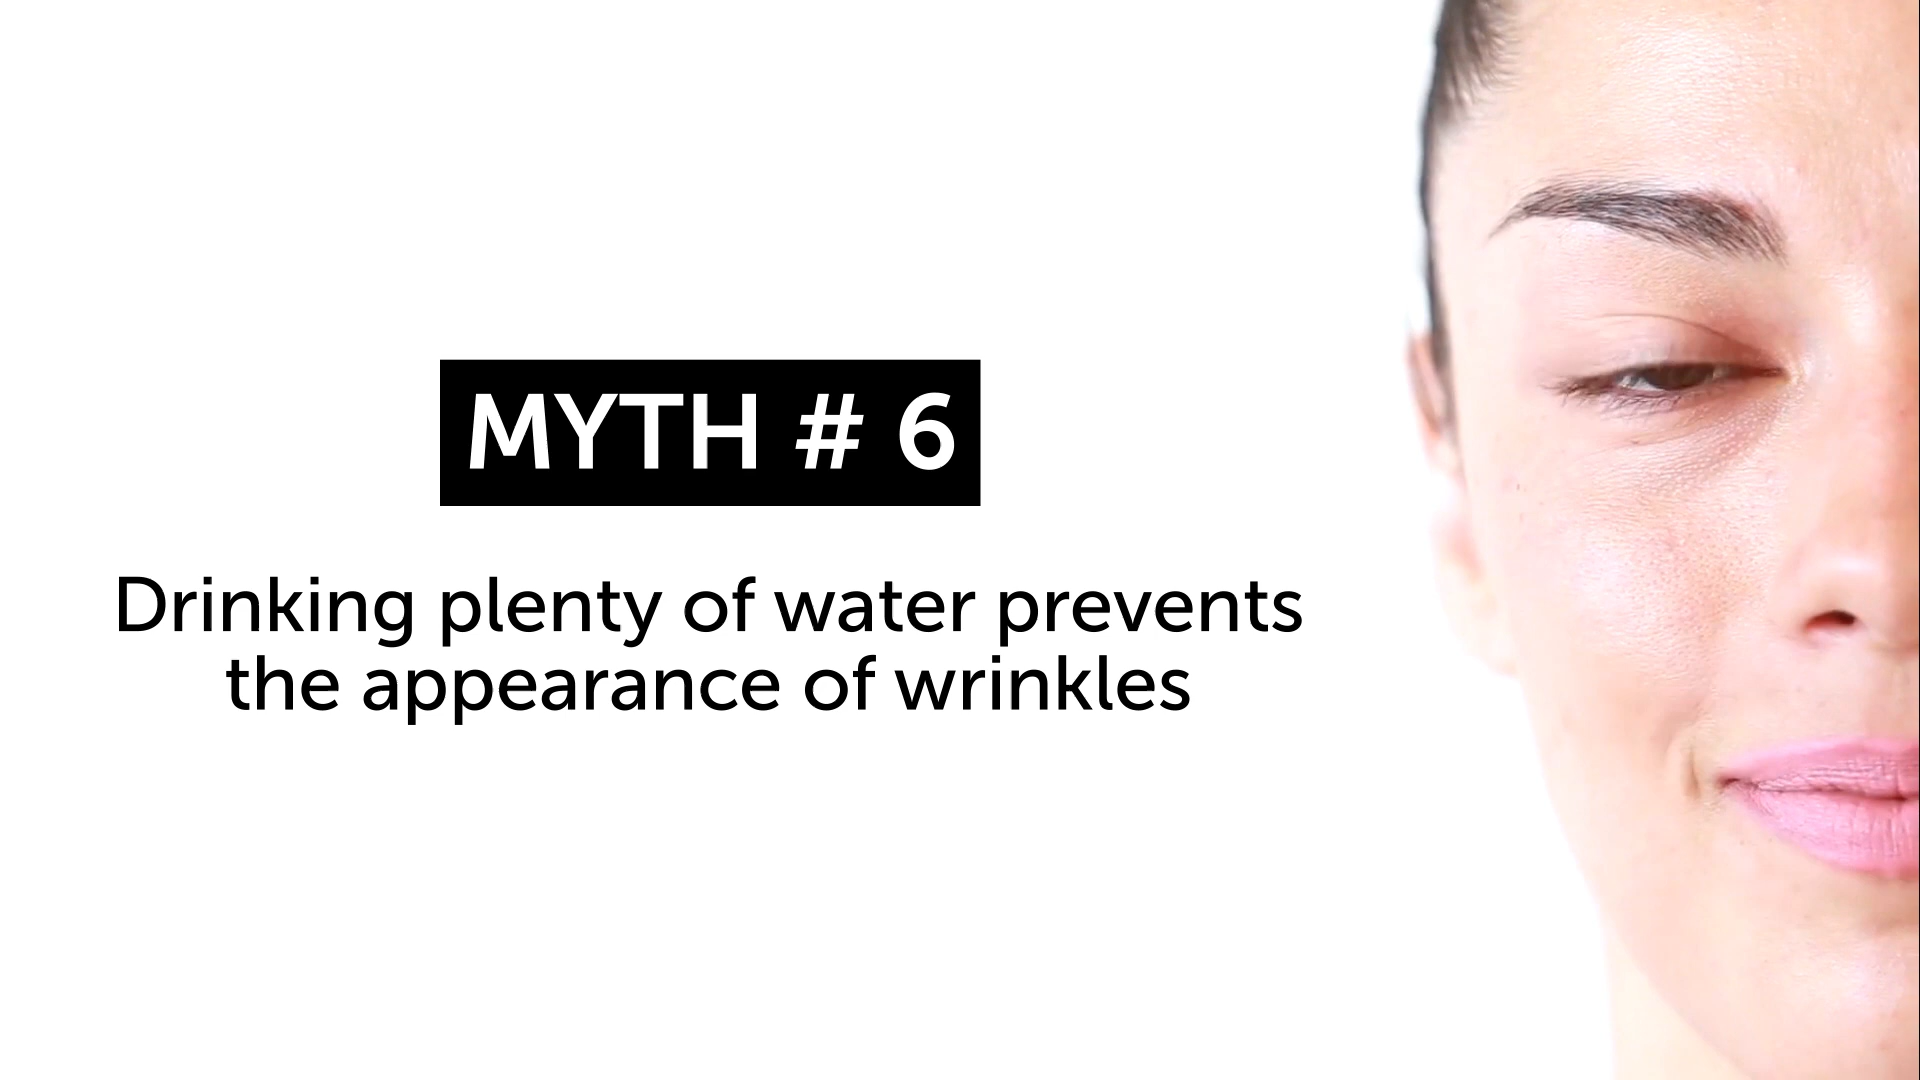 MYTH # 6
Drinking plenty of water prevents
the appearance of wrinkles